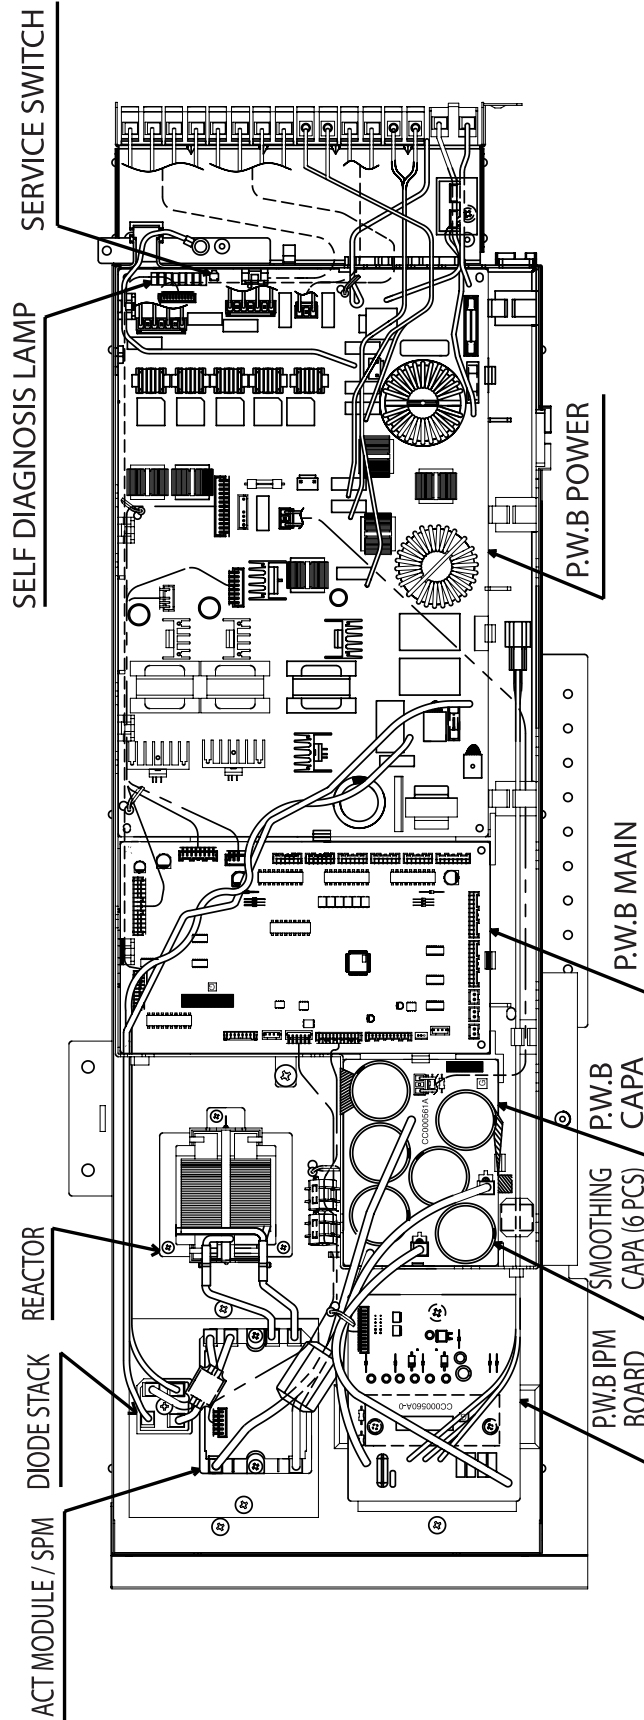 SERVICE SWITCH
SELF DIAGNOSIS LAMP
P.W.B POWER
P.W.B MAIN
P.W.B
CAPA
SMOOTHING
CAPA (6 PCS)
P.W.B IPM
BOARD
REACTOR
DIODE STACK
ACT MODULE / SPM
CC000561A
G
CC000560A-0